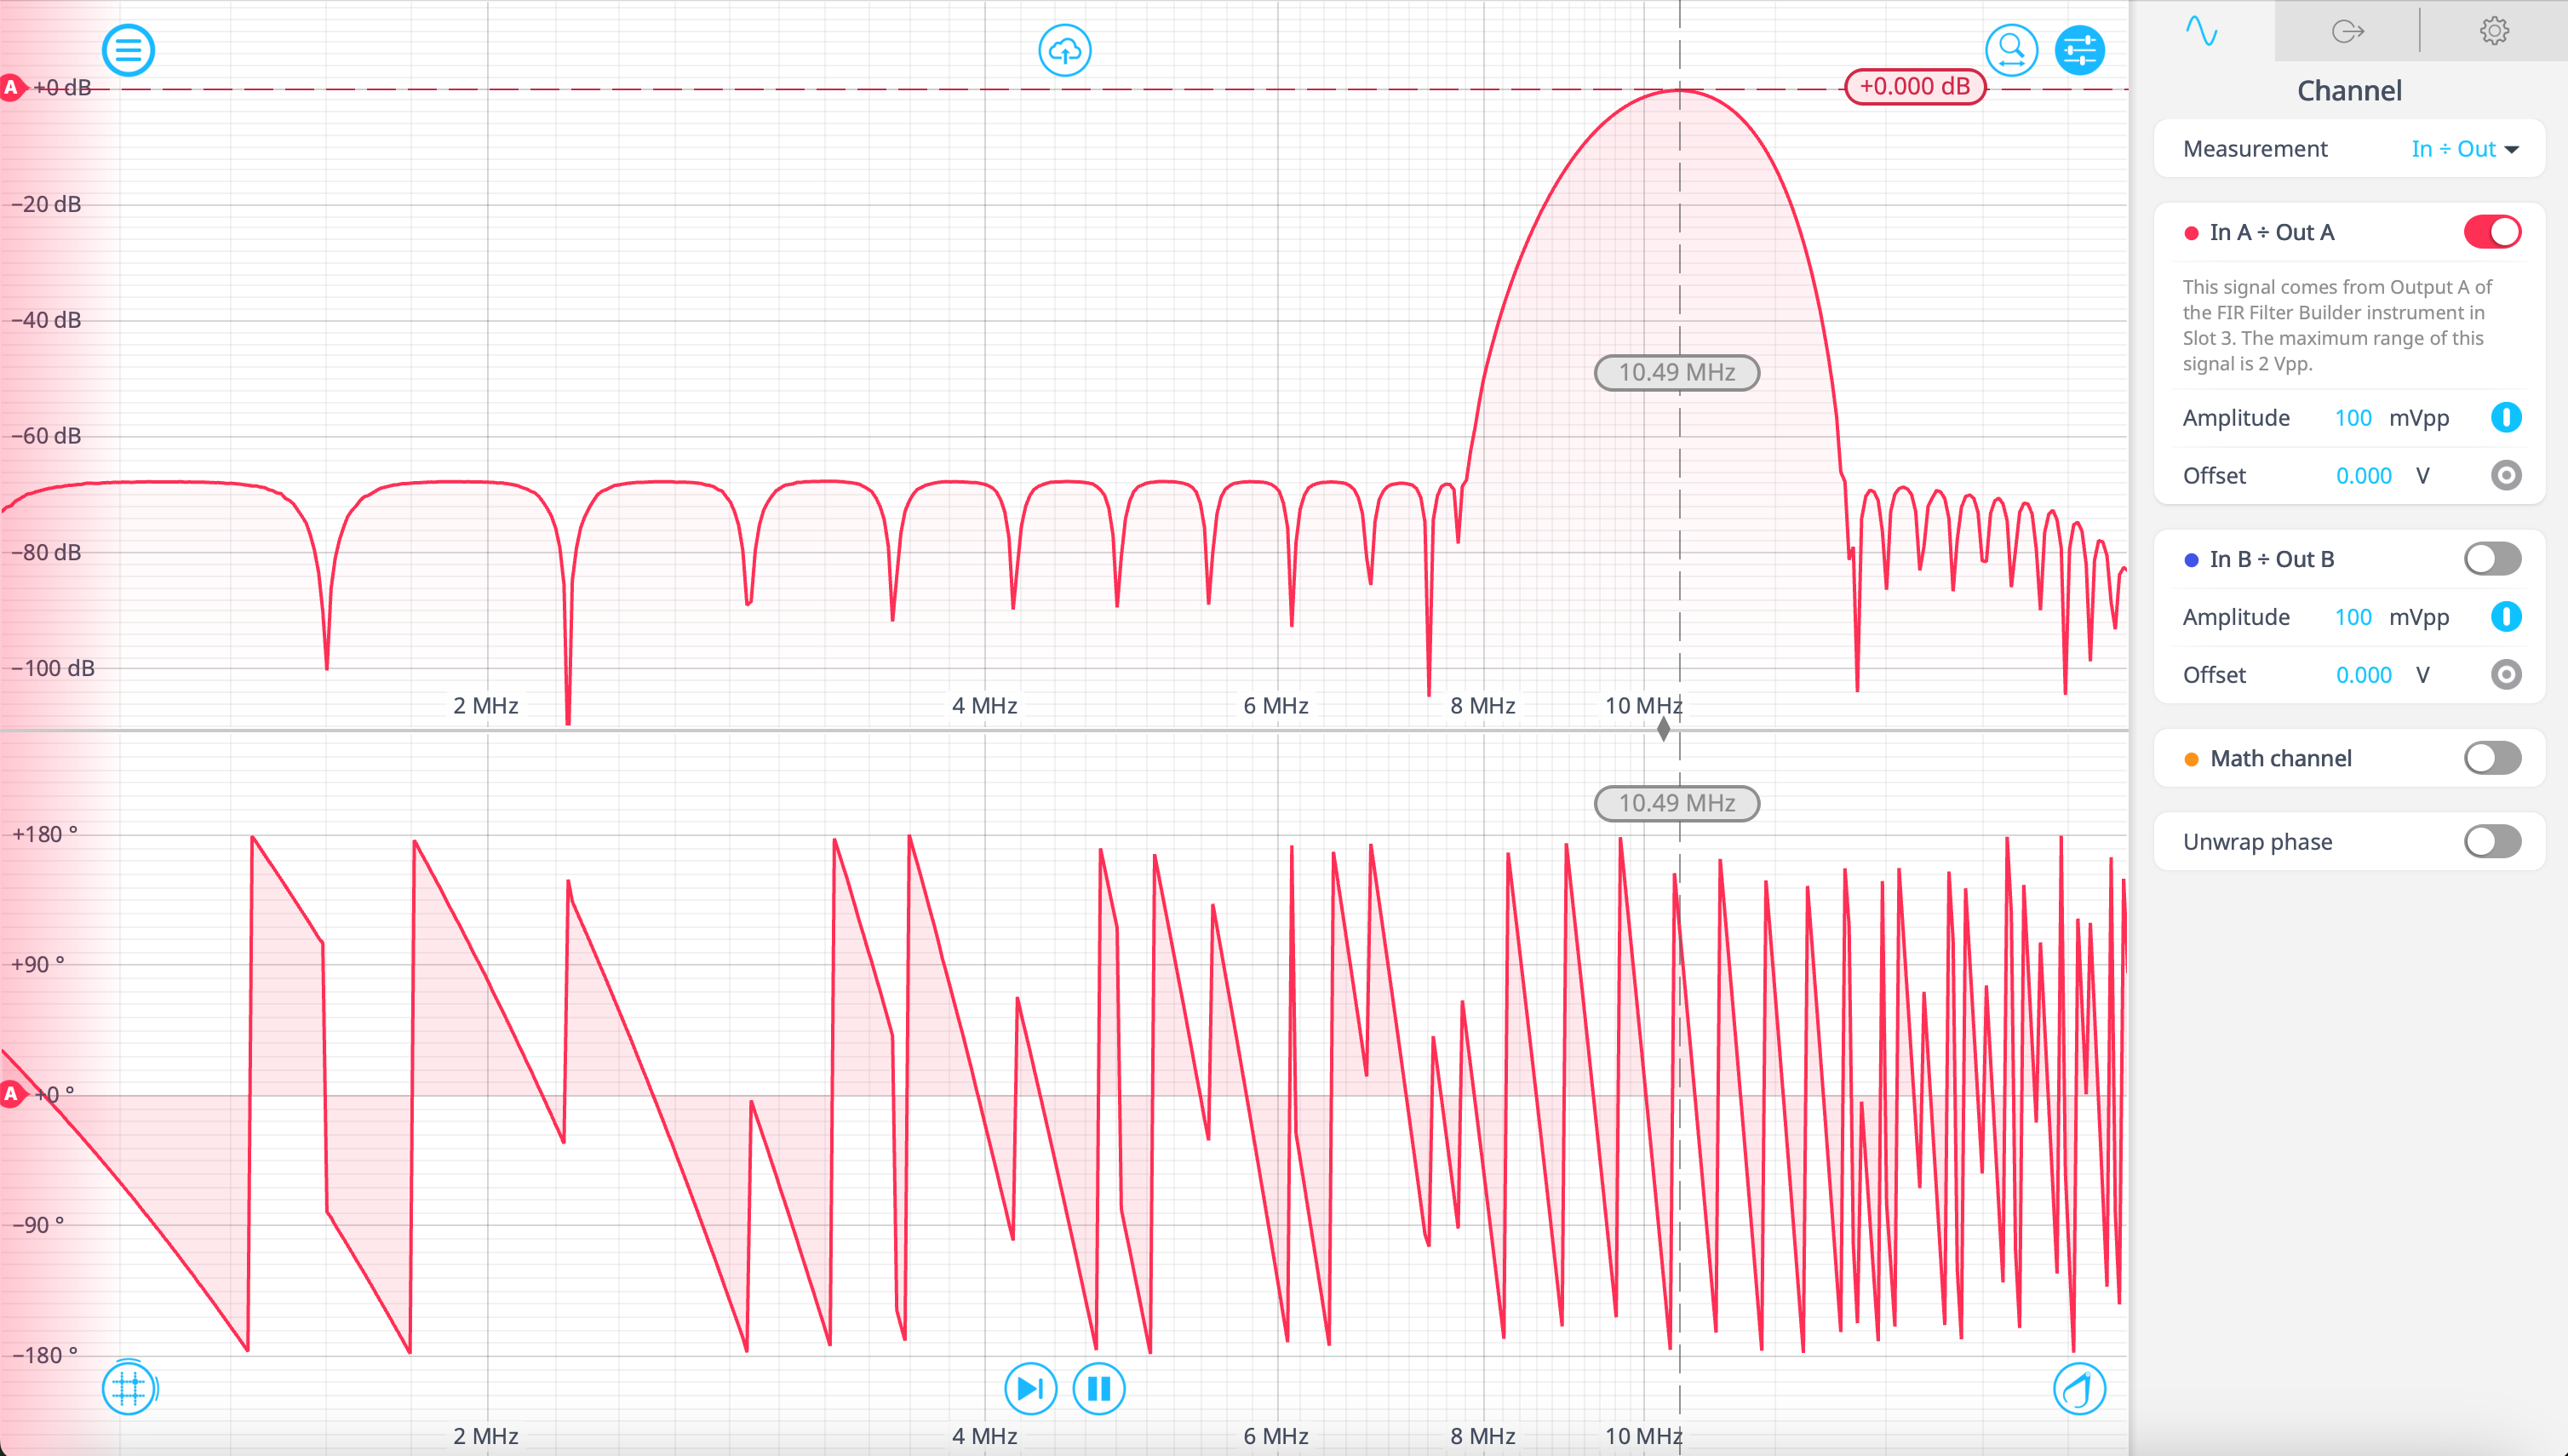 A
+0 dB
+0.000 dB
−20 dB
−40 dB
10.49 MHz
−60 dB
−80 dB
−100 dB
2 MHz
4 MHz
6 MHz
8 MHz
10 MHz
10.49 MHz
+180 °
+90 °
A
+0 °
−90 °
−180 °
2 MHz
4 MHz
6 MHz
8 MHz
10 MHz
Channel
Measurement In ÷ Out
In A ÷ Out A
This signal comes from Output A of
the FIR Filter Builder instrument in
Slot 3. The maximum range of this
signal is 2 Vpp.
Amplitude 100 mVpp
Offset 0.000 V
In B ÷ Out B
Amplitude 100 mVpp
Offset 0.000 V
Math channel
Unwrap phase